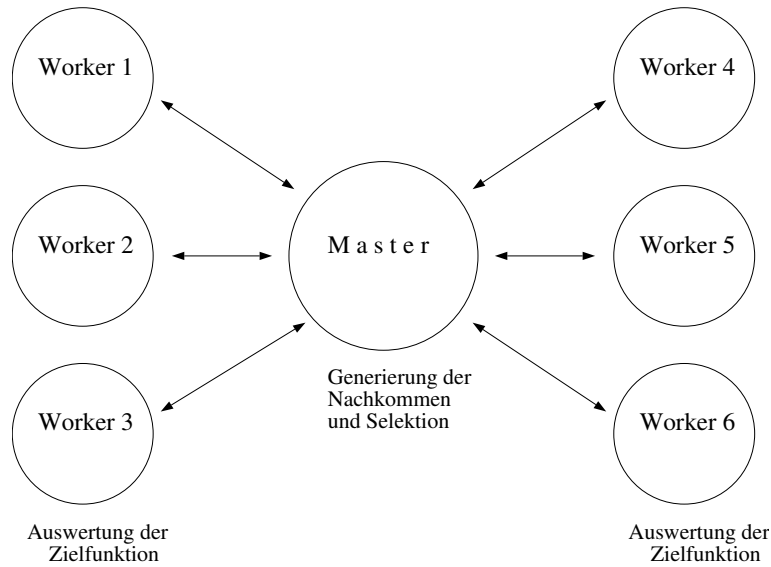 Worker 1
Worker 4
Worker 2
M a s t e r
Worker 5
Generierung der
Nachkommen
und Selektion
Worker 3
Worker 6
Auswertung der
Zielfunktion
Auswertung der
Zielfunktion